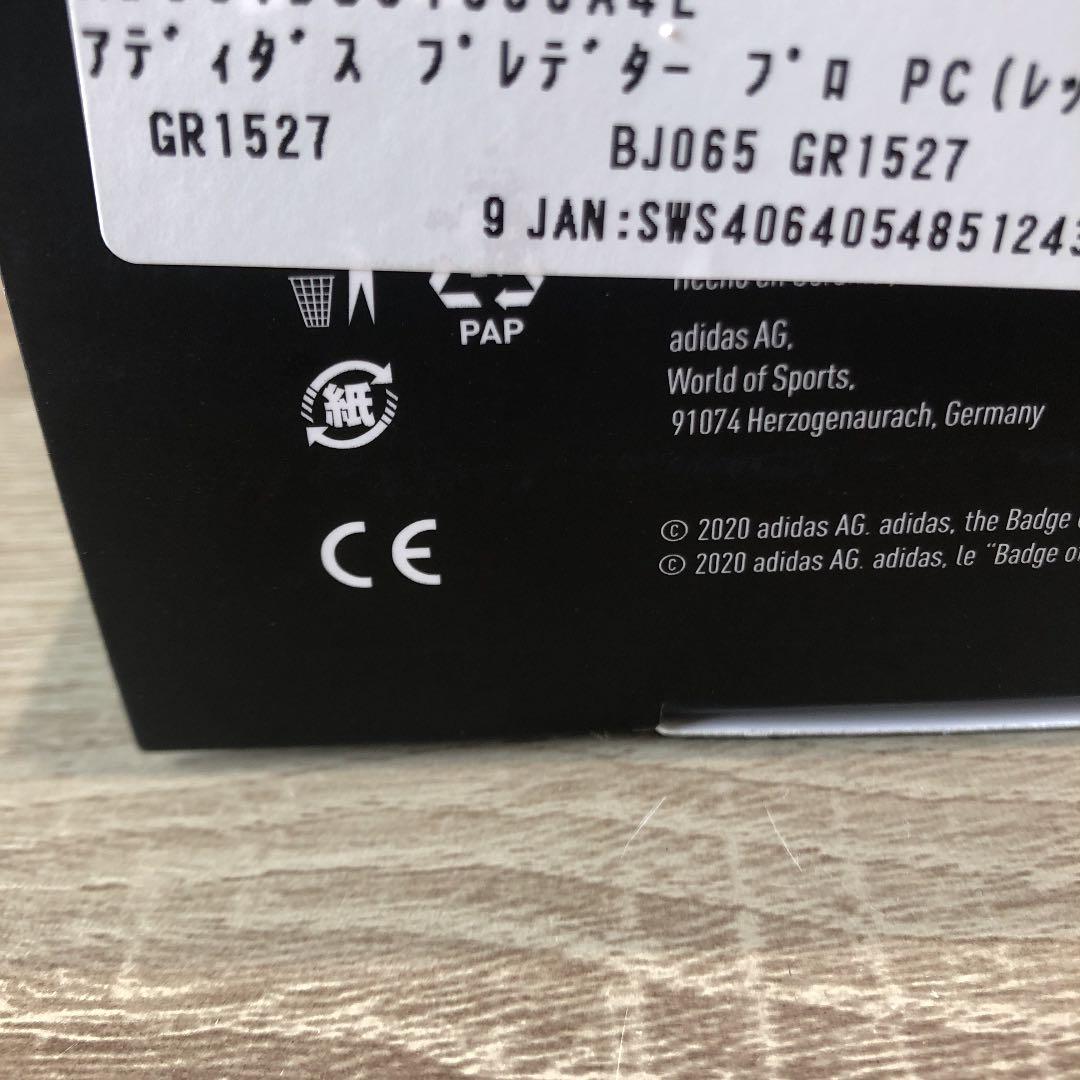 アディダス プレデター プロ PC(レッ
GR1527 BJ065 GR1527
9 JAN:SWS4064054851243
PAP
紙
CE
adidas AG,
World of Sports,
91074 Herzogenaurach, Germany
© 2020 adidas AG. adidas, the Badge
© 2020 adidas AG. adidas, le "Badge of